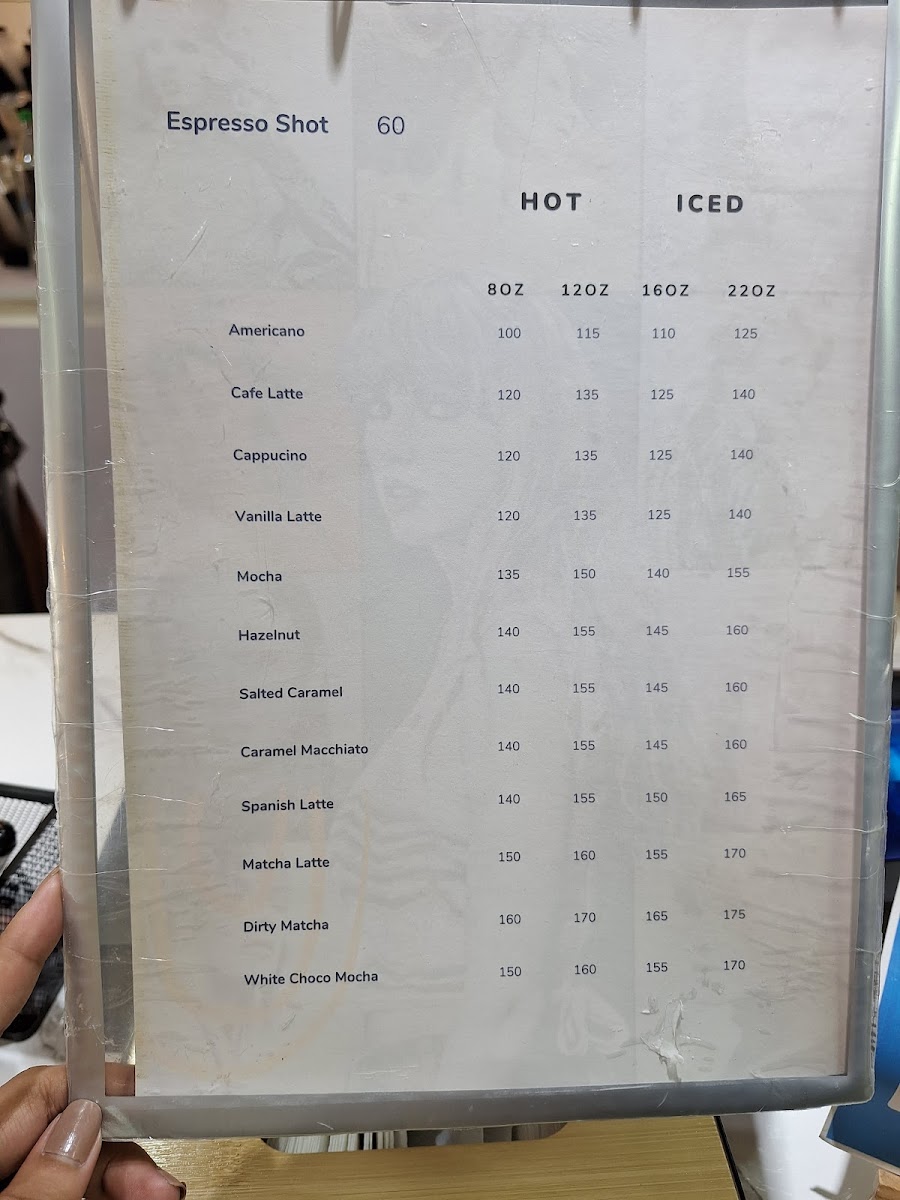 Espresso Shot 60
HOT ICED
8OZ 12OZ 16OZ 22OZ
Americano 100 115 110 125
Cafe Latte 120 135 125 140
Cappucino 120 135 125 140
Vanilla Latte 120 135 125 140
Mocha 135 150 140 155
Hazelnut 140 155 145 160
Salted Caramel 140 155 145 160
Caramel Macchiato 140 155 145 160
Spanish Latte 140 155 150 165
Matcha Latte 150 160 155 170
Dirty Matcha 160 170 165 175
White Choco Mocha 150 160 155 170